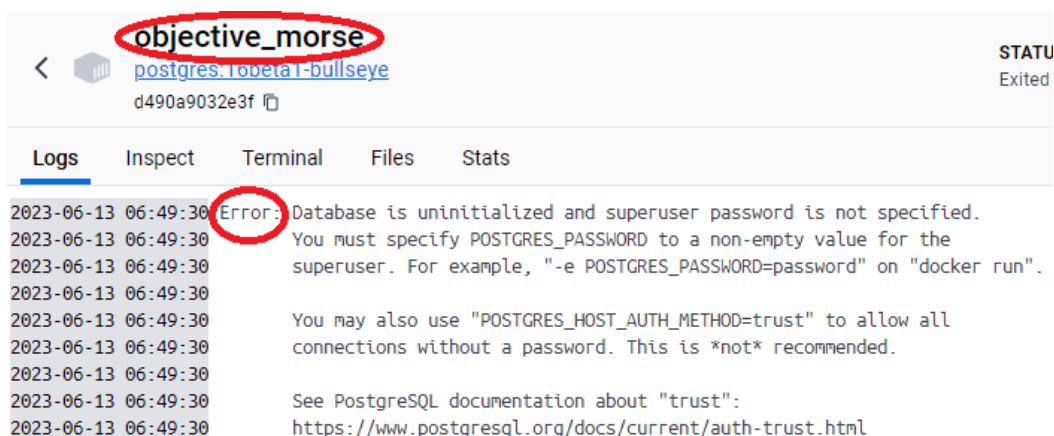 objective_morse
postgres:16beta1-bullseye
d490a9032e3f
STATU
Exited
Logs Inspect Terminal Files Stats
2023-06-13 06:49:30 Error: Database is uninitialized and superuser password is not specified.
2023-06-13 06:49:30 You must specify POSTGRES_PASSWORD to a non-empty value for the
2023-06-13 06:49:30 superuser. For example, "-e POSTGRES_PASSWORD=password" on "docker run".
2023-06-13 06:49:30
2023-06-13 06:49:30 You may also use "POSTGRES_HOST_AUTH_METHOD=trust" to allow all
2023-06-13 06:49:30 connections without a password. This is *not* recommended.
2023-06-13 06:49:30
2023-06-13 06:49:30 See PostgreSQL documentation about "trust":
2023-06-13 06:49:30 https://www.postgresql.org/docs/current/auth-trust.html